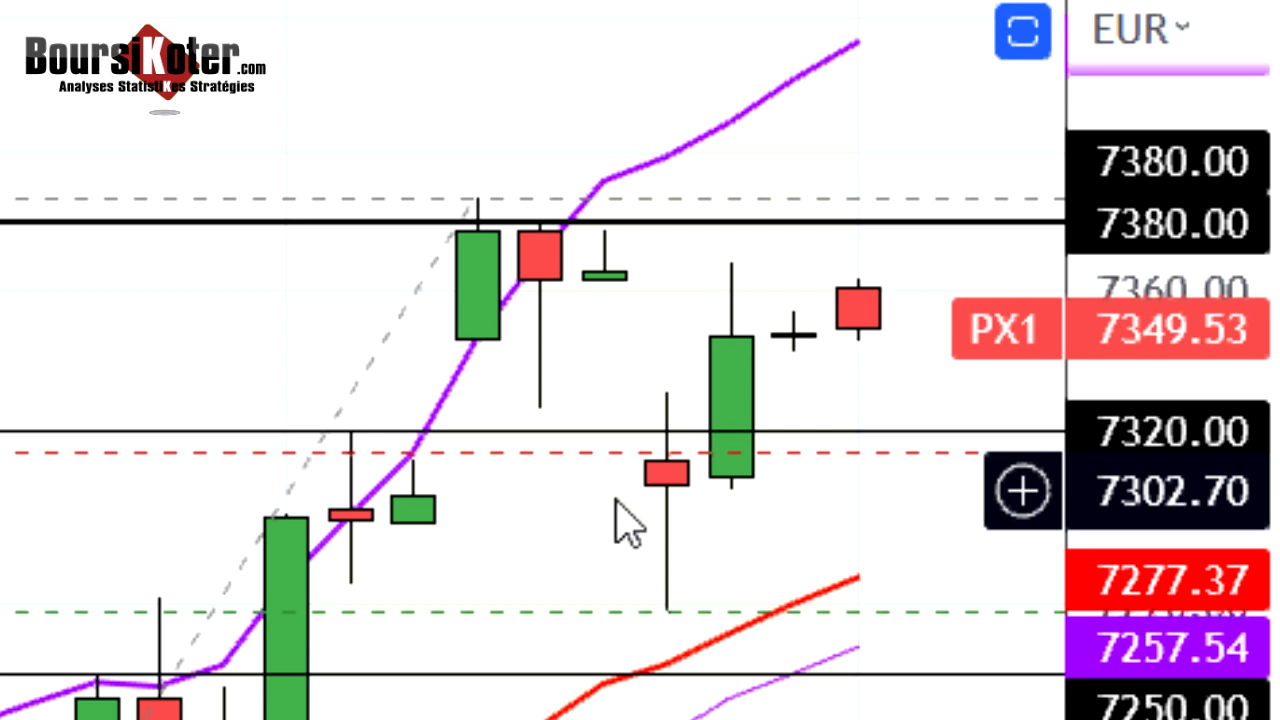 BoursiKoter.com
Analyses StatistiKes Stratégies
EUR
7380.00
7380.00
7360.00
PX1 7349.53
7320.00
7302.70
7277.37
7257.54
7250.00